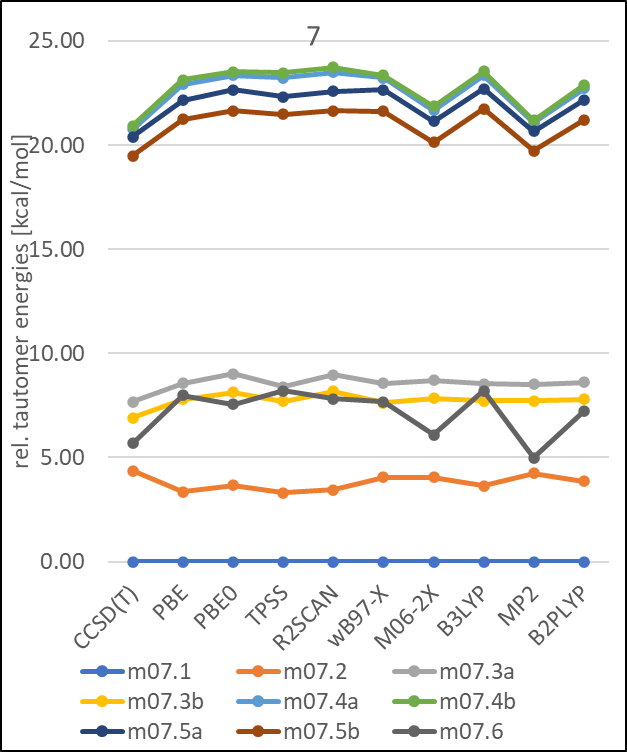 7
rel. tautomer energies [kcal/mol]
25.00
20.00
15.00
10.00
5.00
0.00
CCSD(T)
PBE
PBE0
TPSS
R2SCAN
wB97-X
M06-2X
B3LYP
MP2
B2PLYP
m07.1 m07.2 m07.3a
m07.3b m07.4a m07.4b
m07.5a m07.5b m07.6